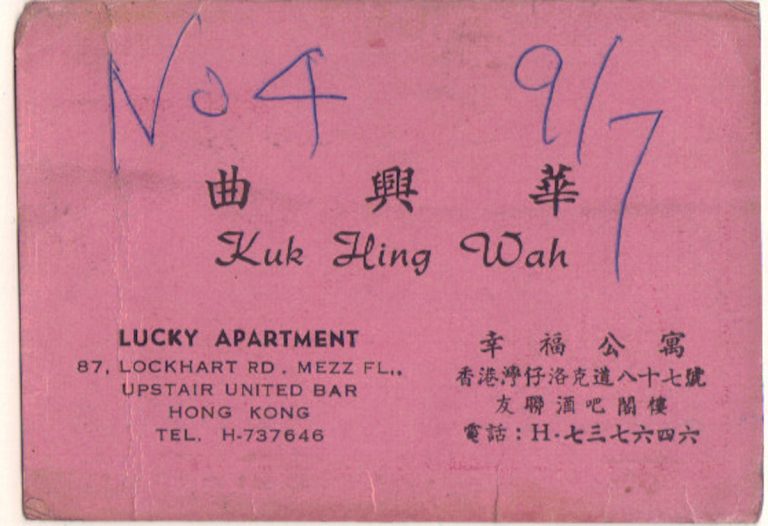 No 4 9/7
曲 興 華
Kuk Hing Wah
LUCKY APARTMENT
87, LOCKHART RD. MEZZ FL.,
UPSTAIR UNITED BAR
HONG KONG
TEL. H-737646
幸福公寓
香港灣仔洛克道八十七號
友聯酒吧閣樓
電話：H·七三七六四六